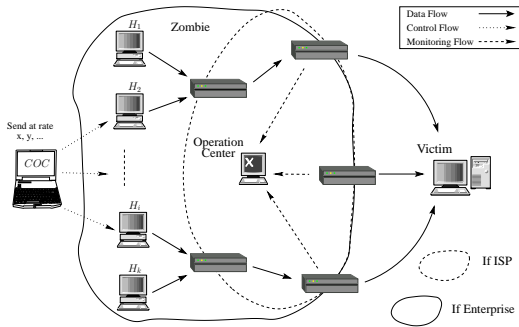 H1
Zombie
Data Flow
Control Flow
Monitoring Flow
H2
Send at rate
x, y, ...
COC
Operation
Center
X
Victim
Hi
Hk
If ISP
If Enterprise